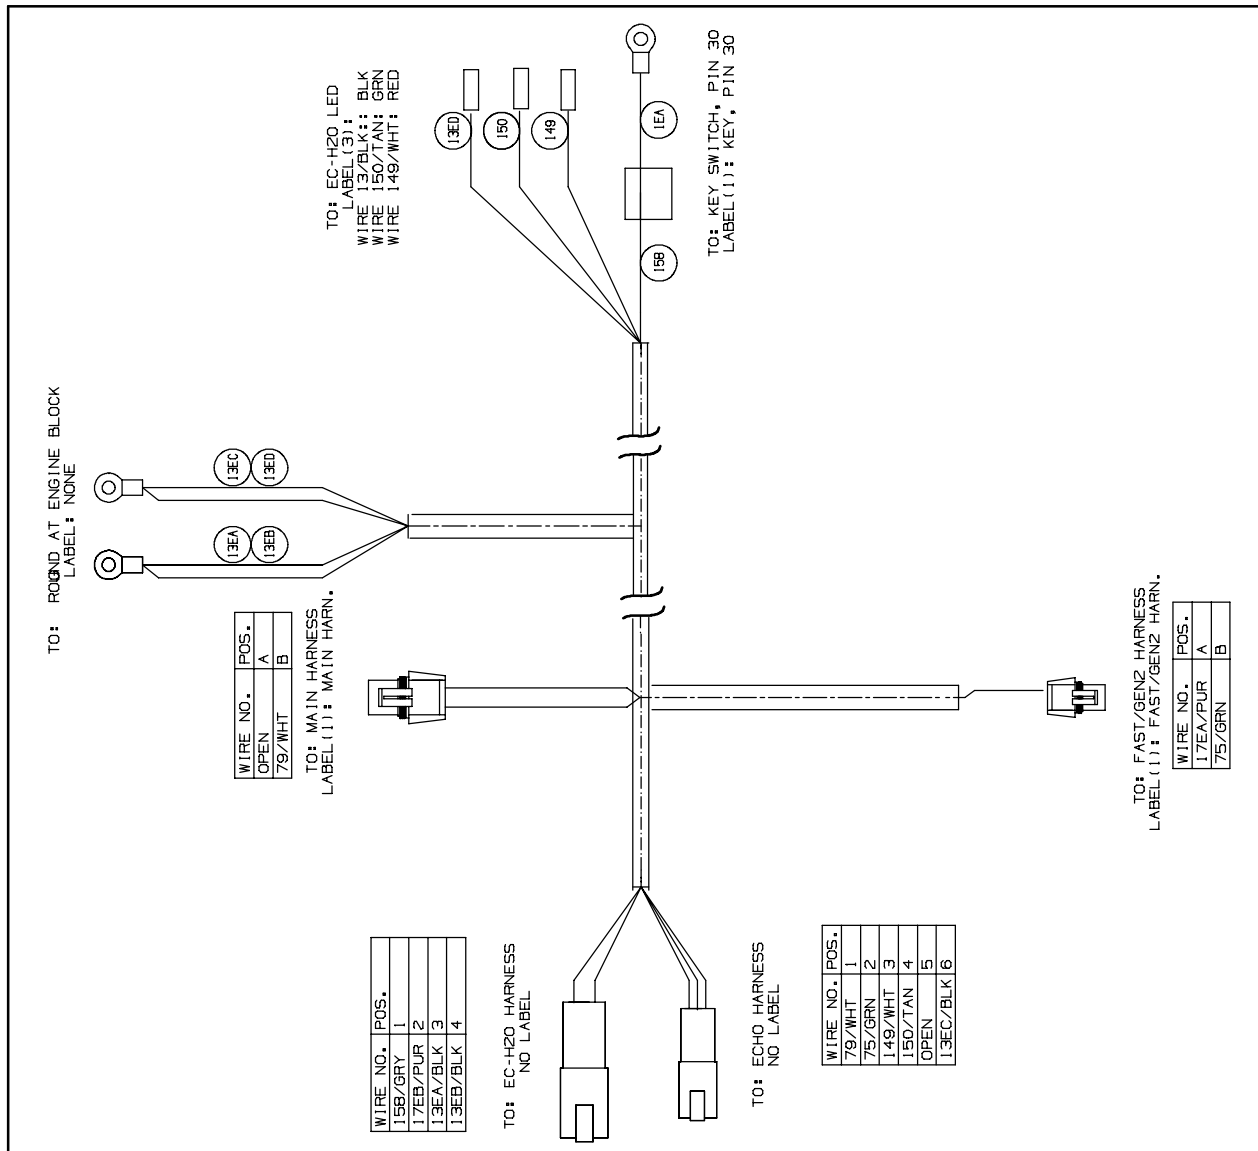 TO: GROUND AT ENGINE BLOCK
LABEL: NONE
13EC
13ED
13EA
13EB
WIRE NO. POS.
OPEN A
79/WHT B
TO: MAIN HARNESS
LABEL(1): MAIN HARN.
TO: EC-H2O LED
LABEL(3):
WIRE 13/BLK:: BLK
WIRE 150/TAN: GRN
WIRE 149/WHT: RED
13ED
150
149
WIRE NO. POS.
15B/GRY 1
17EB/PUR 2
13EA/BLK 3
13EB/BLK 4
TO: EC-H2O HARNESS
NO LABEL
15B
1EA
TO: KEY SWITCH, PIN 30
LABEL(1): KEY, PIN 30
TO: ECHO HARNESS
NO LABEL
WIRE NO. POS.
79/WHT 1
75/GRN 2
149/WHT 3
150/TAN 4
OPEN 5
13EC/BLK 6
TO: FAST/GEN2 HARNESS
LABEL(1): FAST/GEN2 HARN.
WIRE NO. POS.
17EA/PUR A
75/GRN B